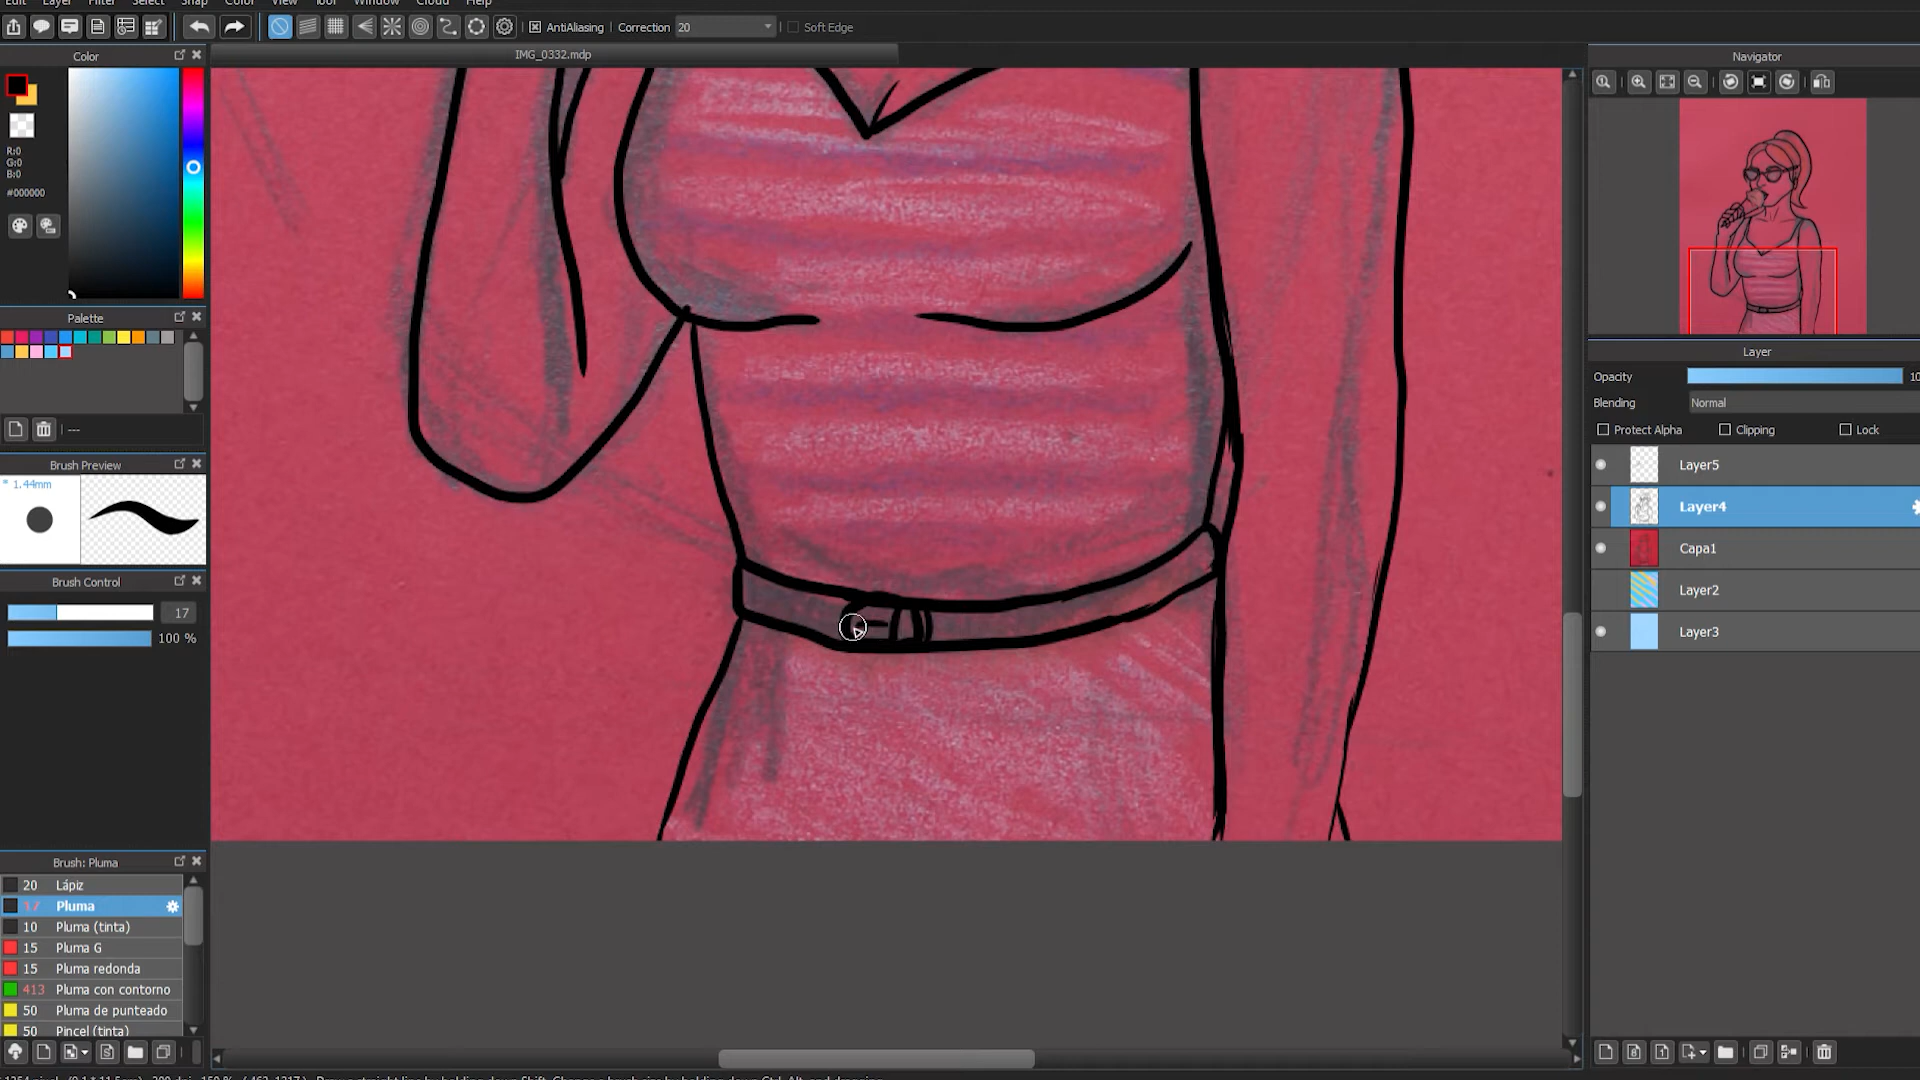 Edit Layer Filter Select Snap Color View Tool Window Cloud Help
AntiAliasing Correction 20 Soft Edge
Color
IMG_0332.mdp
Navigator
R:0
G:0
B:0
#000000
Palette
---
Brush Preview
* 1.44mm
Brush Control
17
100 %
Brush: Pluma
20 Lápiz
17 Pluma
10 Pluma (tinta)
15 Pluma G
15 Pluma redonda
413 Pluma con contorno
50 Pluma de punteado
50 Pincel (tinta)
Layer
Opacity 10
Blending Normal
Protect Alpha Clipping Lock
Layer5
Layer4
Capa1
Layer2
Layer3